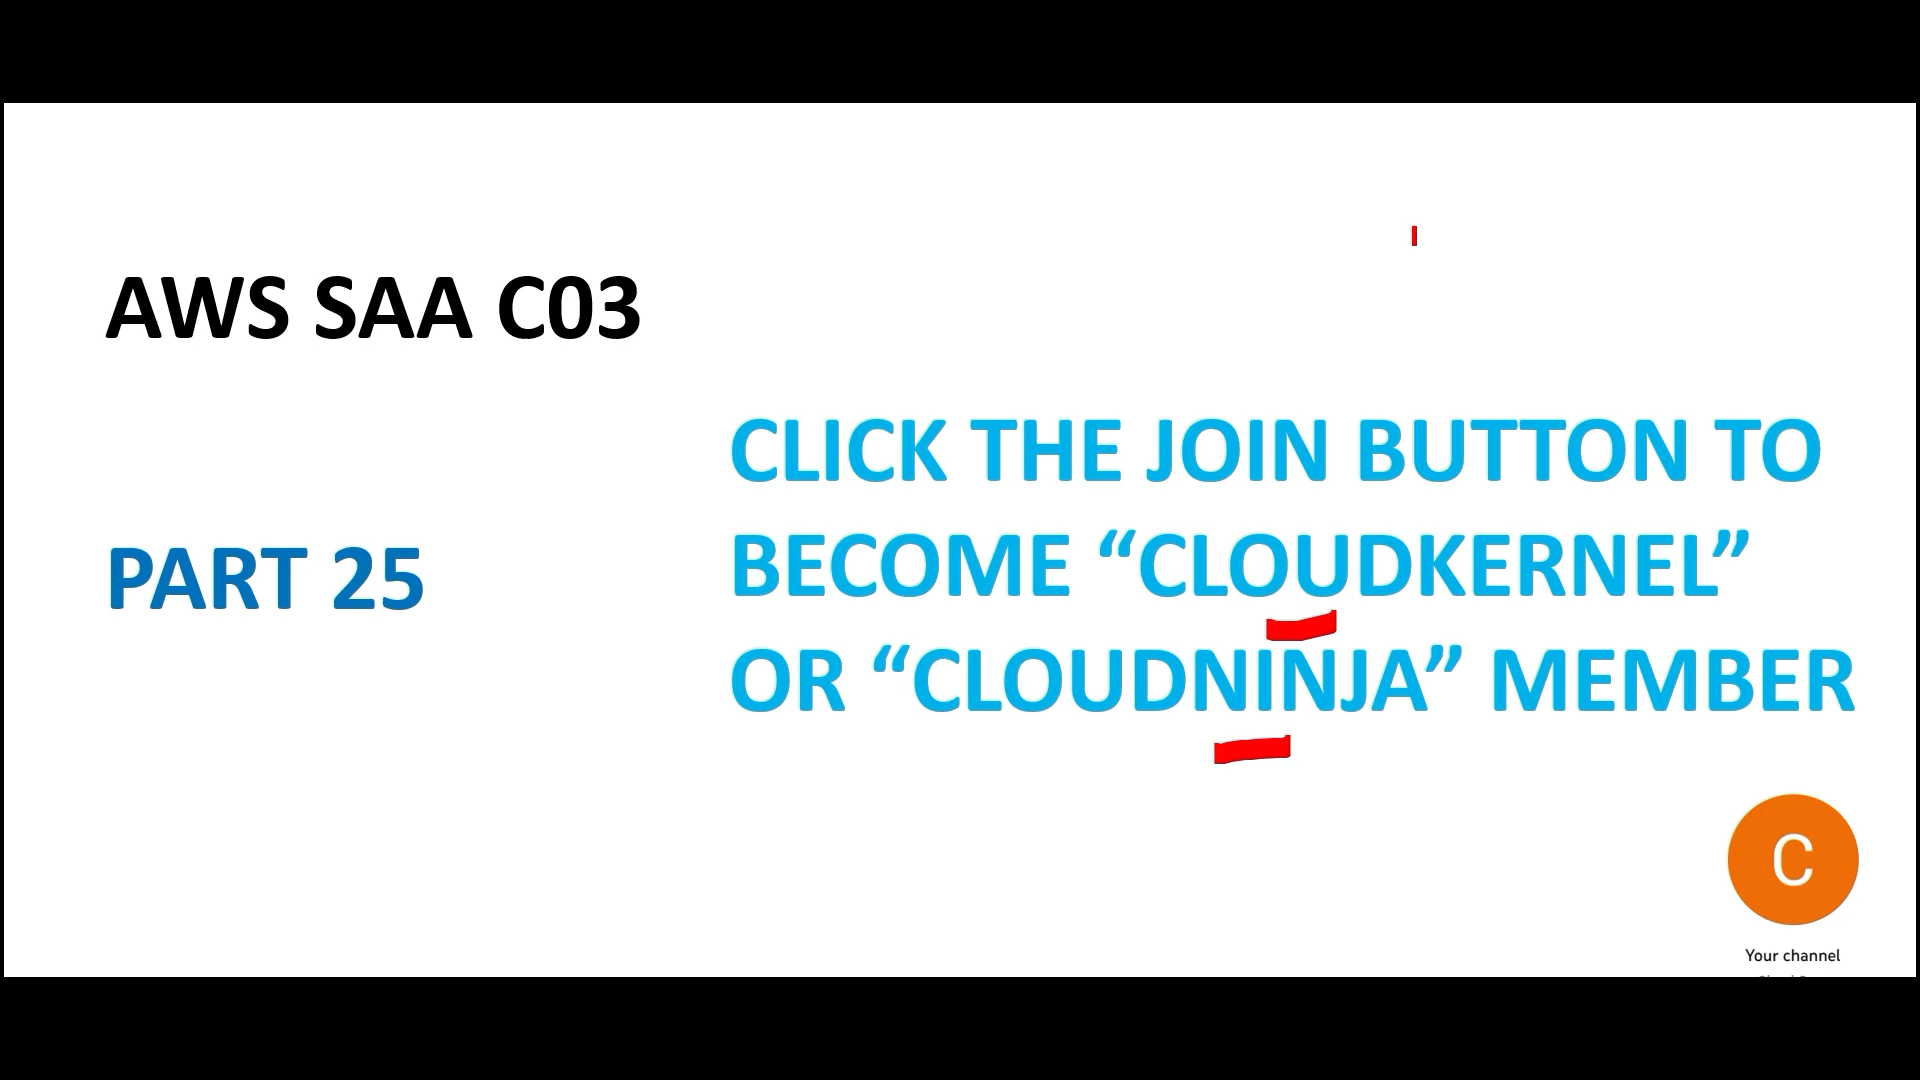 AWS SAA C03
PART 25
CLICK THE JOIN BUTTON TO
BECOME “CLOUDKERNEL”
OR “CLOUDNINJA” MEMBER
C
Your channel